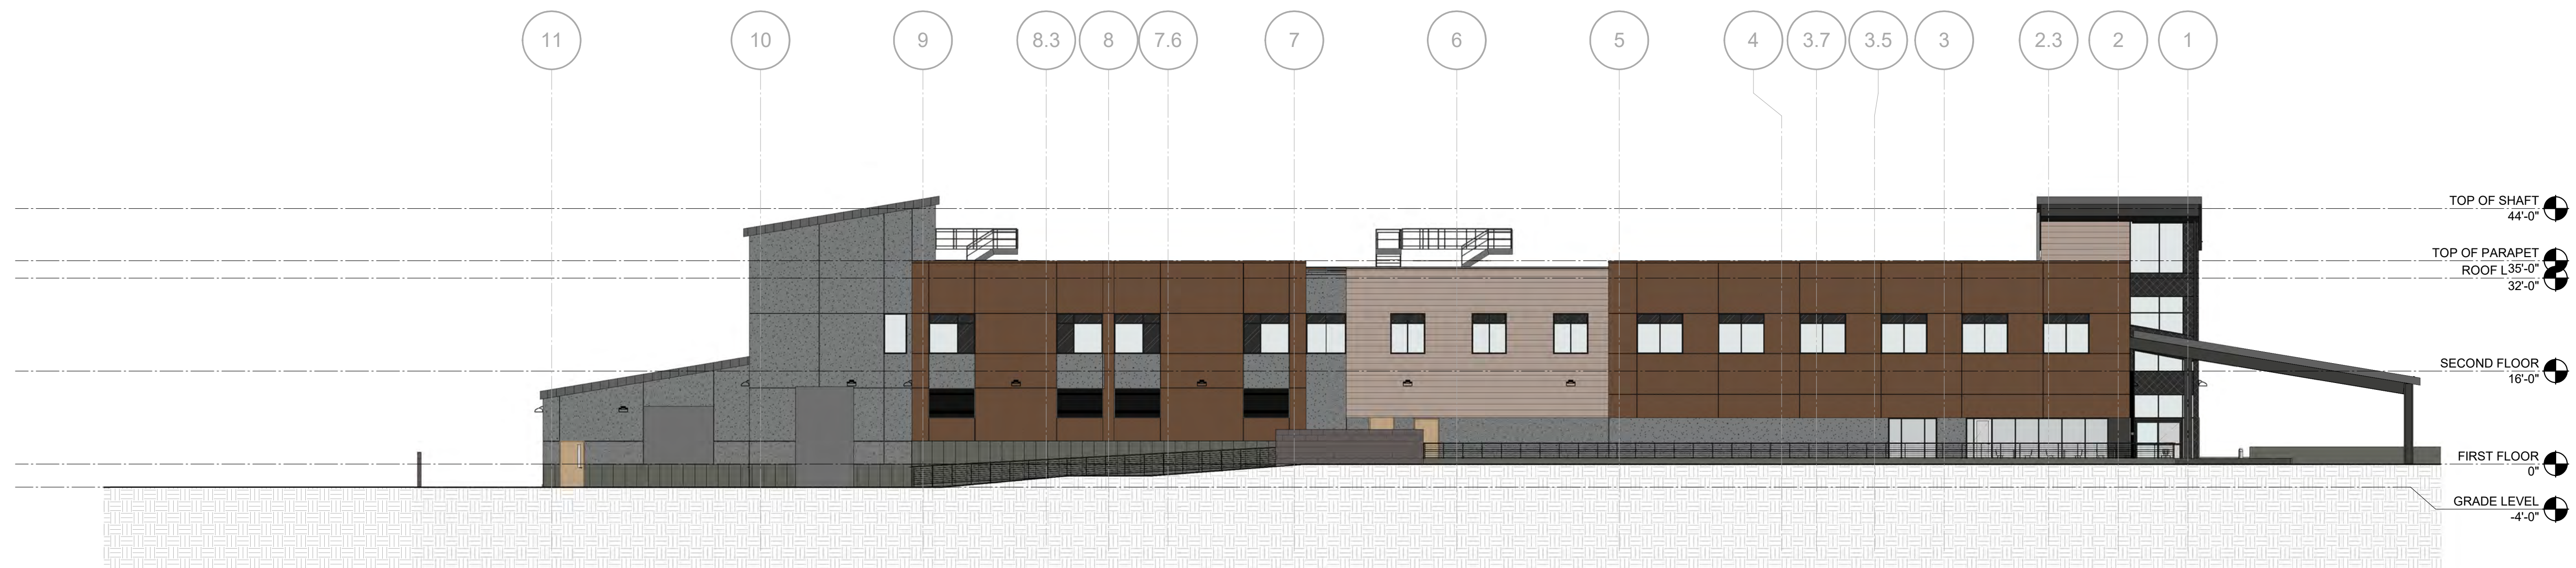 11 10 9 8.3 8 7.6 7 6 5 4 3.7 3.5 3 2.3 2 1
TOP OF SHAFT
44'-0"
TOP OF PARAPET
35'-0"
ROOF L
32'-0"
SECOND FLOOR
16'-0"
FIRST FLOOR
0"
GRADE LEVEL
-4'-0"